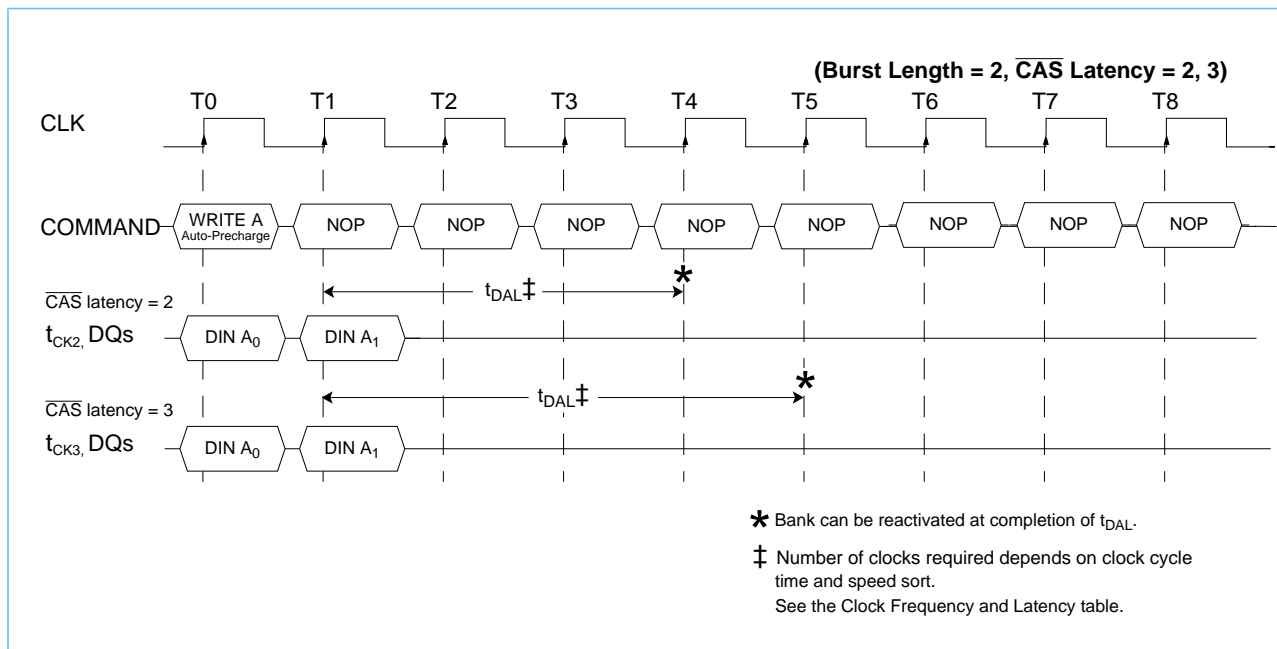 (Burst Length = 2, CAS Latency = 2, 3)
T0 T1 T2 T3 T4 T5 T6 T7 T8
CLK
COMMAND WRITE A Auto-Precharge NOP NOP NOP NOP NOP NOP NOP NOP
tDAL‡ *
CAS latency = 2
tCK2, DQs DIN A0 DIN A1
tDAL‡ *
CAS latency = 3
tCK3, DQs DIN A0 DIN A1
* Bank can be reactivated at completion of tDAL.
‡ Number of clocks required depends on clock cycle
time and speed sort.
See the Clock Frequency and Latency table.